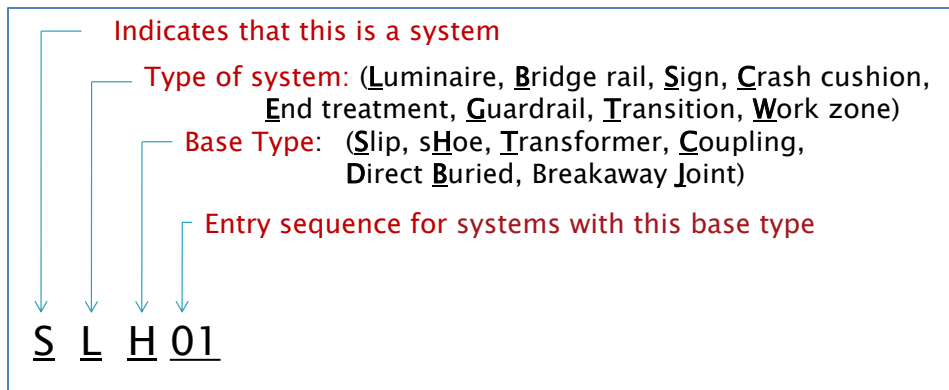 Indicates that this is a system
Type of system: (Luminaire, Bridge rail, Sign, Crash cushion,
End treatment, Guardrail, Transition, Work zone)
Base Type: (Slip, sHoe, Transformer, Coupling,
Direct Buried, Breakaway Joint)
Entry sequence for systems with this base type
S L H 01